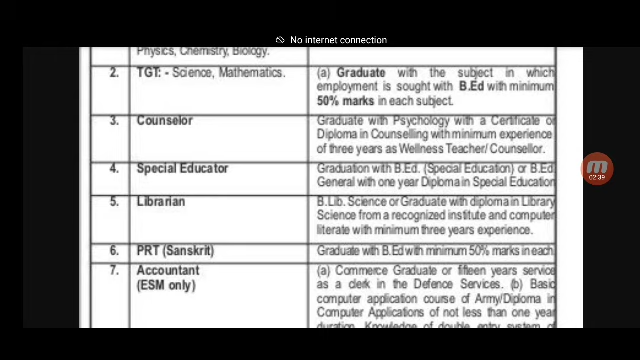 No internet connection
Physics, Chemistry, Biology.
2. TGT: - Science, Mathematics. (a) Graduate with the subject in which
employment is sought with B.Ed with minimum
50% marks in each subject.
3. Counselor Graduate with Psychology with a Certificate or
Diploma in Counselling with minimum experience
of three years as Wellness Teacher/ Counsellor.
4. Special Educator Graduation with B.Ed. (Special Education) or B.Ed
General with one year Diploma in Special Education
5. Librarian B.Lib. Science or Graduate with diploma in Library
Science from a recognized institute and computer
literate with minimum three years experience.
6. PRT (Sanskrit) Graduate with B.Ed with minimum 50% marks in each
7. Accountant (a) Commerce Graduate or fifteen years service
(ESM only) as a clerk in the Defence Services. (b) Basic
computer application course of Army/Diploma in
Computer Applications of not less than one year
duration. Knowledge of double entry system of
02:39